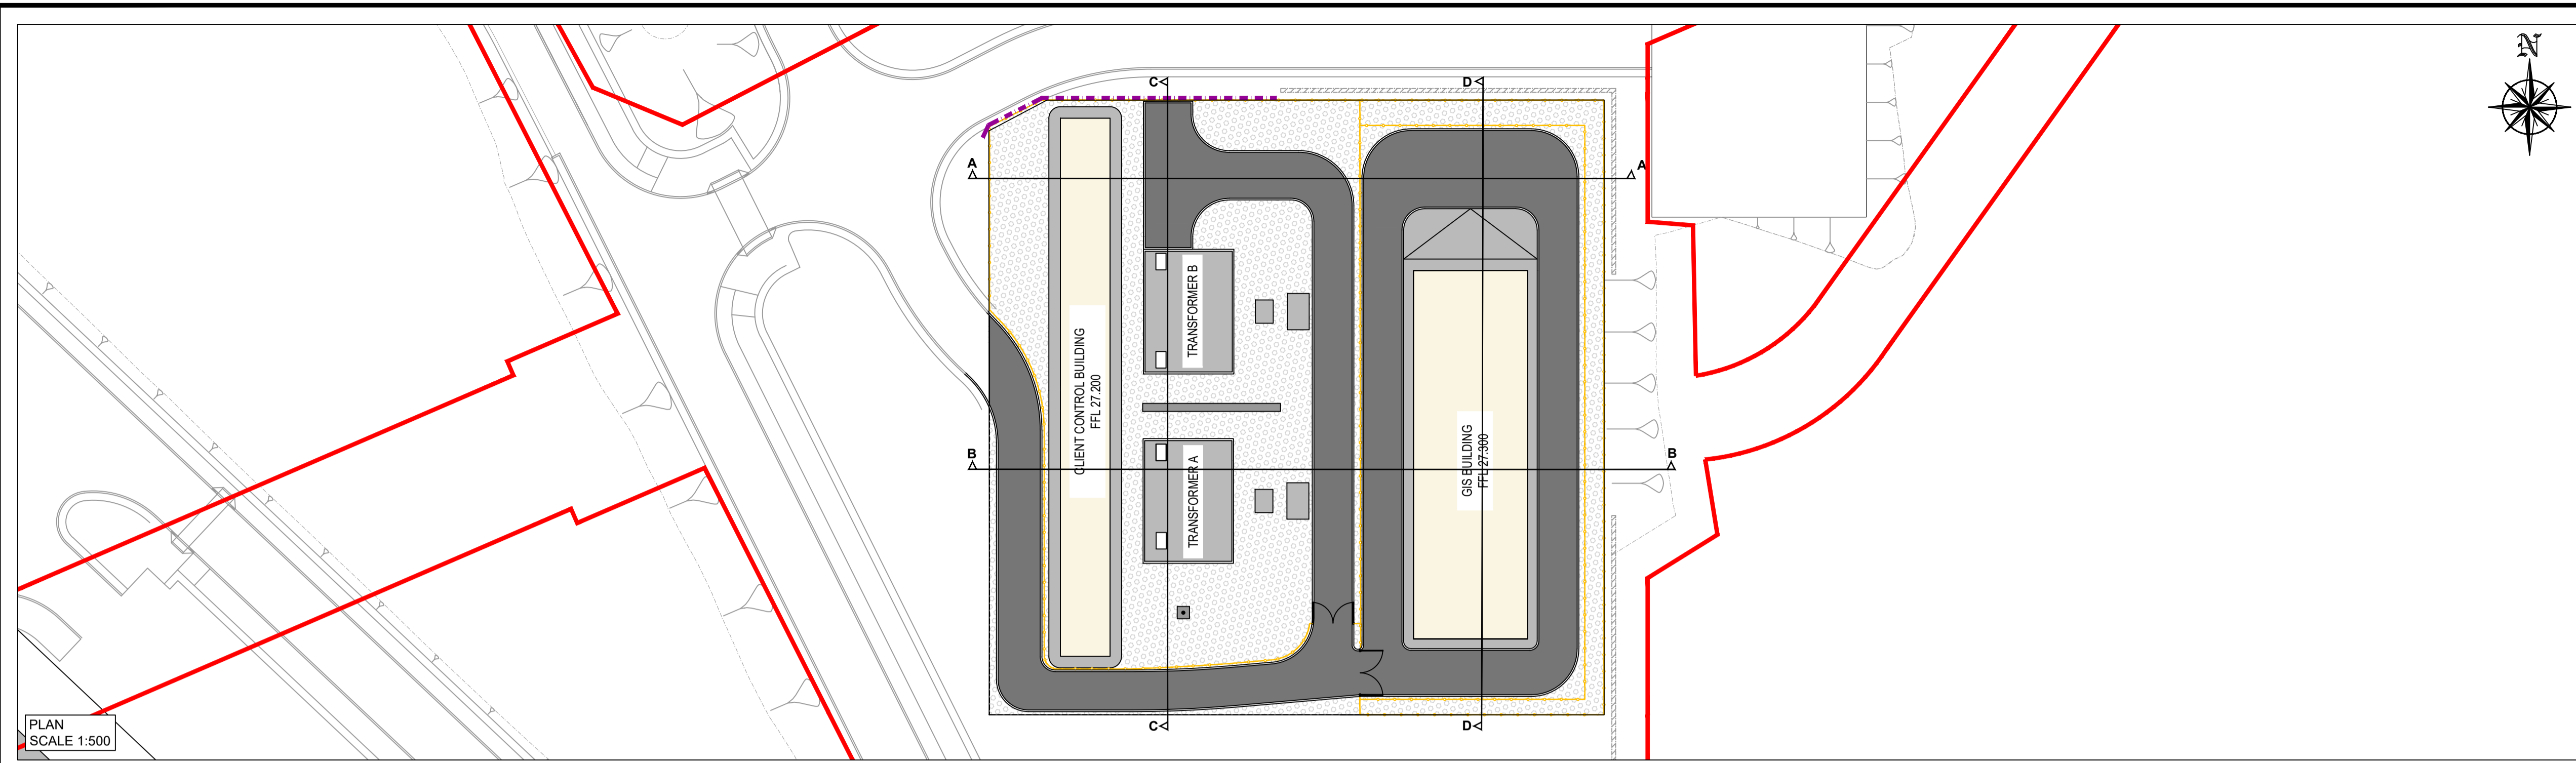 N
C
D
A
A
TRANSFORMER B
CLIENT CONTROL BUILDING
FFL 27.200
B
B
TRANSFORMER A
GIS BUILDING
FFL 27.300
C
D
PLAN
SCALE 1:500